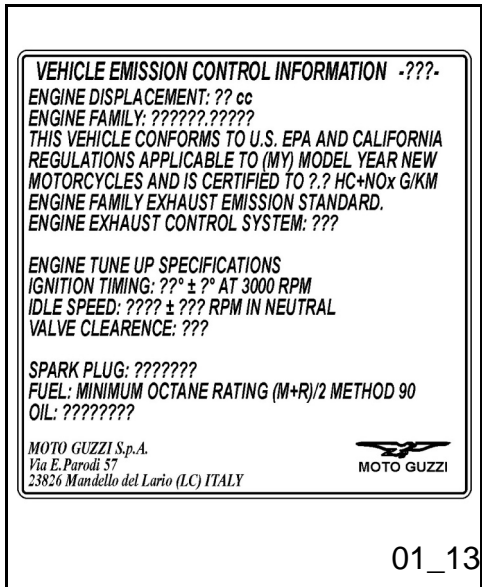 VEHICLE EMISSION CONTROL INFORMATION -???-
ENGINE DISPLACEMENT: ?? cc
ENGINE FAMILY: ??????.?????
THIS VEHICLE CONFORMS TO U.S. EPA AND CALIFORNIA
REGULATIONS APPLICABLE TO (MY) MODEL YEAR NEW
MOTORCYCLES AND IS CERTIFIED TO ?.? HC+NOx G/KM
ENGINE FAMILY EXHAUST EMISSION STANDARD.
ENGINE EXHAUST CONTROL SYSTEM: ???
ENGINE TUNE UP SPECIFICATIONS
IGNITION TIMING: ??° ± ?° AT 3000 RPM
IDLE SPEED: ???? ± ??? RPM IN NEUTRAL
VALVE CLEARENCE: ???
SPARK PLUG: ???????
FUEL: MINIMUM OCTANE RATING (M+R)/2 METHOD 90
OIL: ????????
MOTO GUZZI S.p.A.
Via E.Parodi 57
23826 Mandello del Lario (LC) ITALY
MOTO GUZZI
01_13